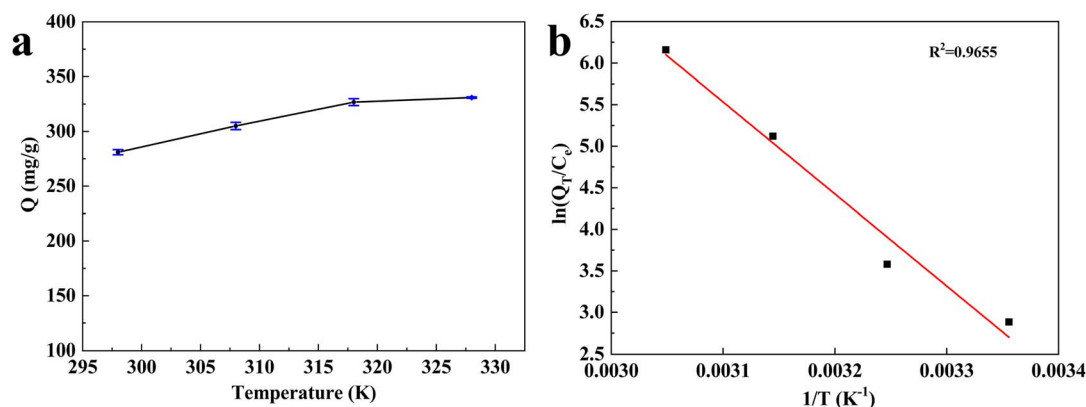 a
400
350
300
250
200
150
100
Q (mg/g)
295 300 305 310 315 320 325 330
Temperature (K)
b
R²=0.9655
6.5
6.0
5.5
5.0
4.5
4.0
3.5
3.0
2.5
ln(Q_T/C_e)
0.0030 0.0031 0.0032 0.0033 0.0034
1/T (K⁻¹)